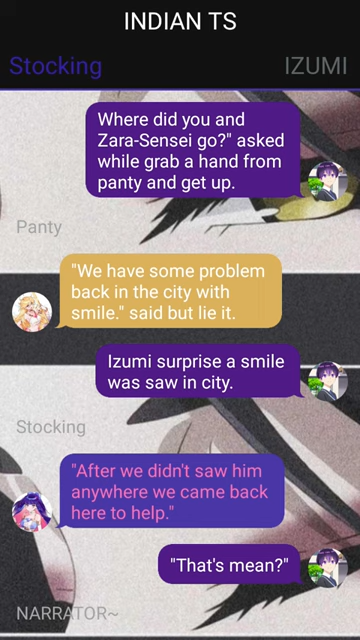 INDIAN TS
Stocking
IZUMI
Where did you and
Zara-Sensei go?" asked
while grab a hand from
panty and get up.
Panty
"We have some problem
back in the city with
smile." said but lie it.
Izumi surprise a smile
was saw in city.
Stocking
"After we didn't saw him
anywhere we came back
here to help."
"That's mean?"
NARRATOR~